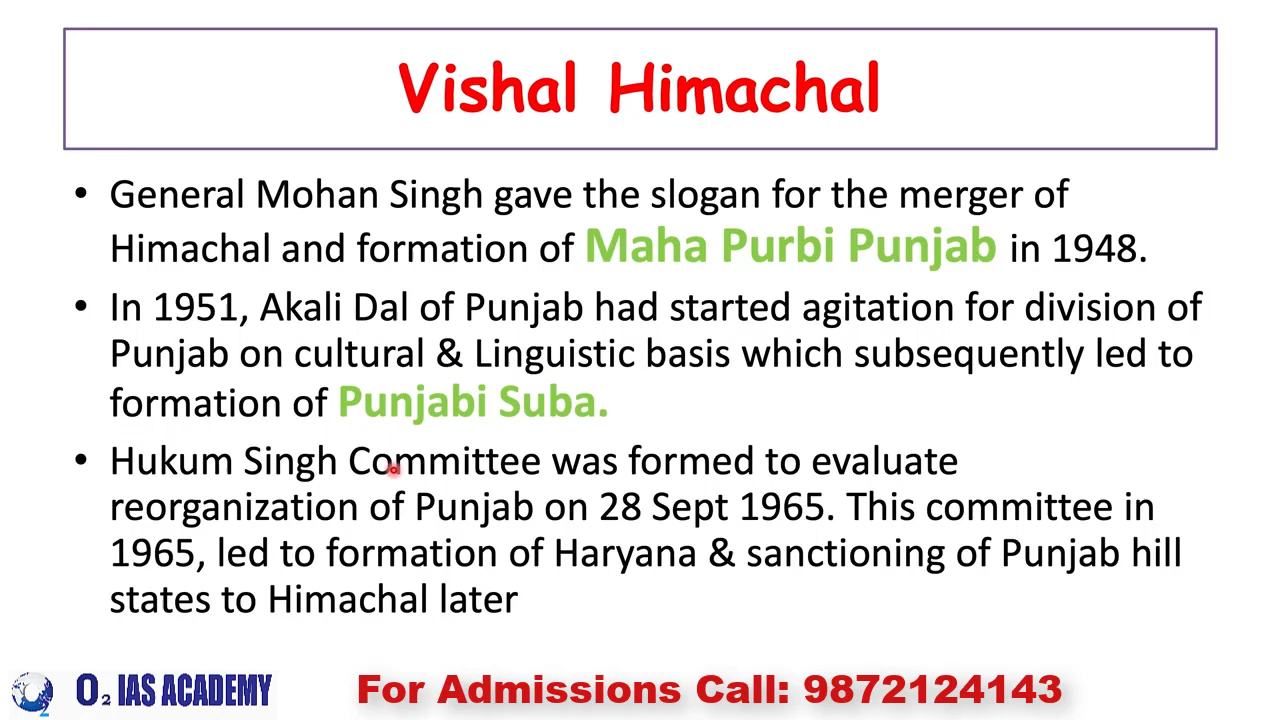 Vishal Himachal
• General Mohan Singh gave the slogan for the merger of
Himachal and formation of Maha Purbi Punjab in 1948.
• In 1951, Akali Dal of Punjab had started agitation for division of
Punjab on cultural & Linguistic basis which subsequently led to
formation of Punjabi Suba.
• Hukum Singh Committee was formed to evaluate
reorganization of Punjab on 28 Sept 1965. This committee in
1965, led to formation of Haryana & sanctioning of Punjab hill
states to Himachal later
O2 IAS ACADEMY
For Admissions Call: 9872124143